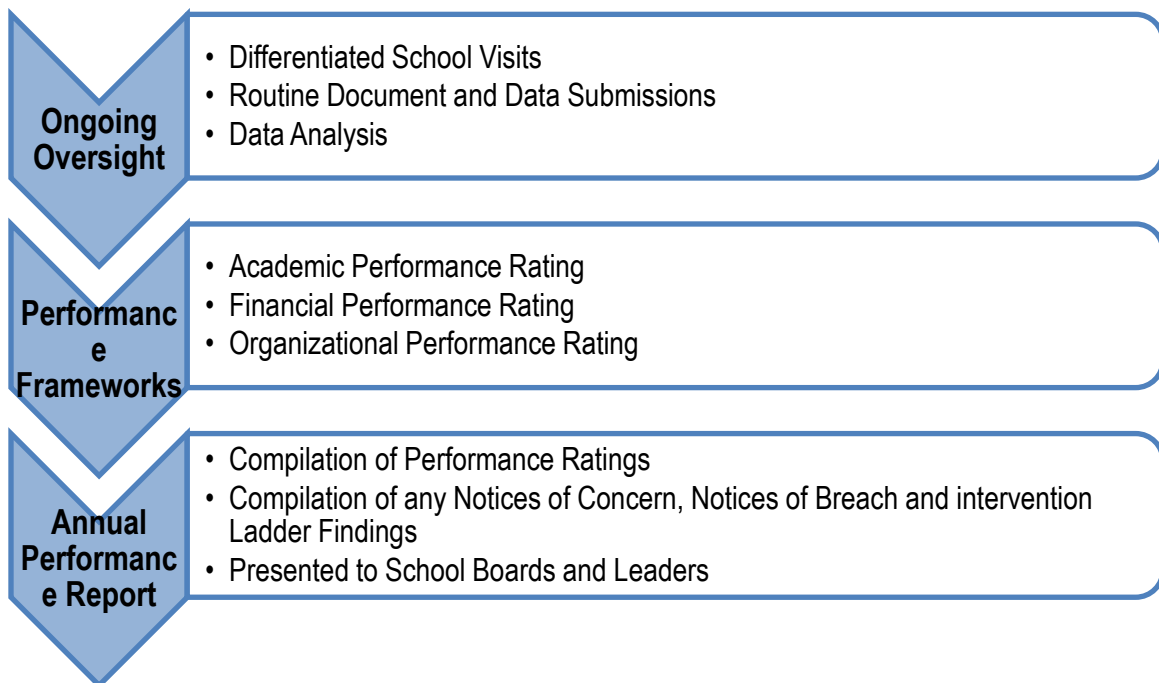 Ongoing
Oversight
• Differentiated School Visits
• Routine Document and Data Submissions
• Data Analysis
Performanc
e
Frameworks
• Academic Performance Rating
• Financial Performance Rating
• Organizational Performance Rating
Annual
Performanc
e Report
• Compilation of Performance Ratings
• Compilation of any Notices of Concern, Notices of Breach and intervention
Ladder Findings
• Presented to School Boards and Leaders